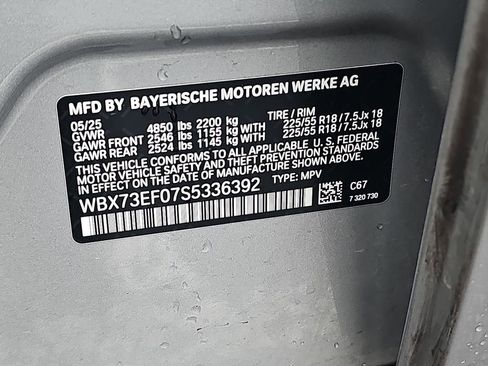 MFD BY BAYERISCHE MOTOREN WERKE AG
05/25 TIRE / RIM
GVWR 4850 lbs 2200 kg
GAWR FRONT 2546 lbs 1155 kg WITH 225/55 R18 / 7.5Jx 18
GAWR REAR 2524 lbs 1145 kg WITH 225/55 R18 / 7.5Jx 18
THIS VEHICLE CONFORMS TO ALL APPLICABLE U. S. FEDERAL
MOTOR VEHICLE SAFETY, BUMPER, AND THEFT PREVENTION
STANDARDS IN EFFECT ON THE DATE OF MANUFACTURE SHOWN ABOVE.
WBX73EF07S5336392 TYPE: MPV
C67
7 320 730